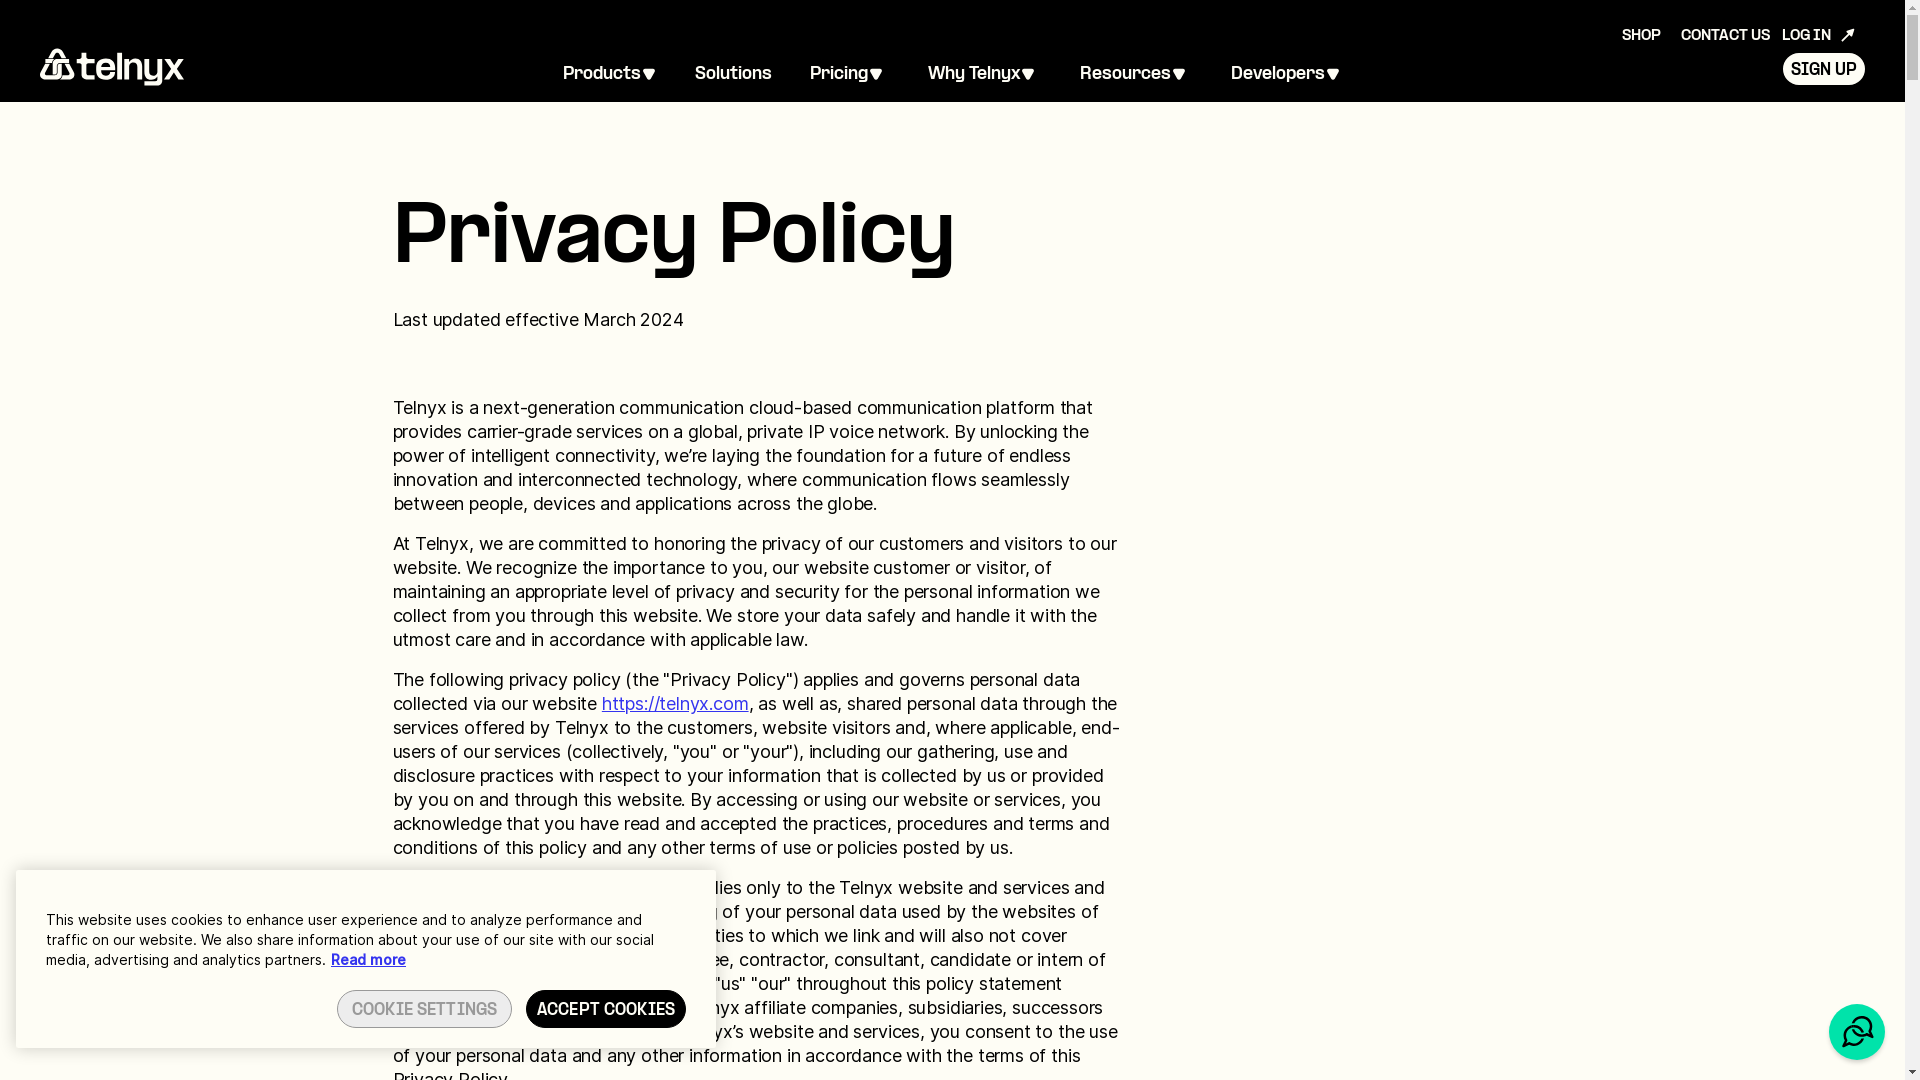 SHOP CONTACT US LOG IN
telnyx
Products Solutions Pricing Why Telnyx Resources Developers
SIGN UP
Privacy Policy
Last updated effective March 2024
Telnyx is a next-generation communication cloud-based communication platform that
provides carrier-grade services on a global, private IP voice network. By unlocking the
power of intelligent connectivity, we’re laying the foundation for a future of endless
innovation and interconnected technology, where communication flows seamlessly
between people, devices and applications across the globe.
At Telnyx, we are committed to honoring the privacy of our customers and visitors to our
website. We recognize the importance to you, our website customer or visitor, of
maintaining an appropriate level of privacy and security for the personal information we
collect from you through this website. We store your data safely and handle it with the
utmost care and in accordance with applicable law.
The following privacy policy (the "Privacy Policy") applies and governs personal data
collected via our website https://telnyx.com, as well as, shared personal data through the
services offered by Telnyx to the customers, website visitors and, where applicable, end-
users of our services (collectively, "you" or "your"), including our gathering, use and
disclosure practices with respect to your information that is collected by us or provided
by you on and through this website. By accessing or using our website or services, you
acknowledge that you have read and accepted the practices, procedures and terms and
conditions of this policy and any other terms of use or policies posted by us.
only to the Telnyx website and services and
of your personal data used by the websites of
to which we link and will also not cover
contractor, consultant, candidate or intern of
"us" "our" throughout this policy statement
affiliate companies, subsidiaries, successors
website and services, you consent to the use
of your personal data and any other information in accordance with the terms of this
Privacy Policy.
This website uses cookies to enhance user experience and to analyze performance and
traffic on our website. We also share information about your use of our site with our social
media, advertising and analytics partners. Read more
COOKIE SETTINGS ACCEPT COOKIES